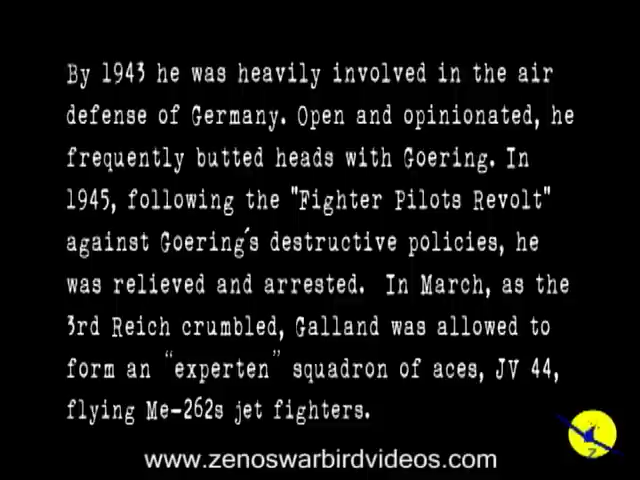 By 1943 he was heavily involved in the air
defense of Germany. Open and opinionated, he
frequently butted heads with Goering. In
1945, following the "Fighter Pilots Revolt"
against Goering's destructive policies, he
was relieved and arrested.  In March, as the
3rd Reich crumbled, Galland was allowed to
form an “experten” squadron of aces, JV 44,
flying Me-262s jet fighters.
www.zenoswarbirdvideos.com
Z